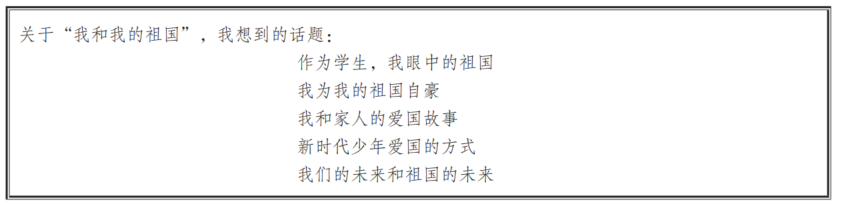 关于“我和我的祖国”，我想到的话题：
作为学生，我眼中的祖国
我为我的祖国自豪
我和家人的爱国故事
新时代少年爱国的方式
我们的未来和祖国的未来